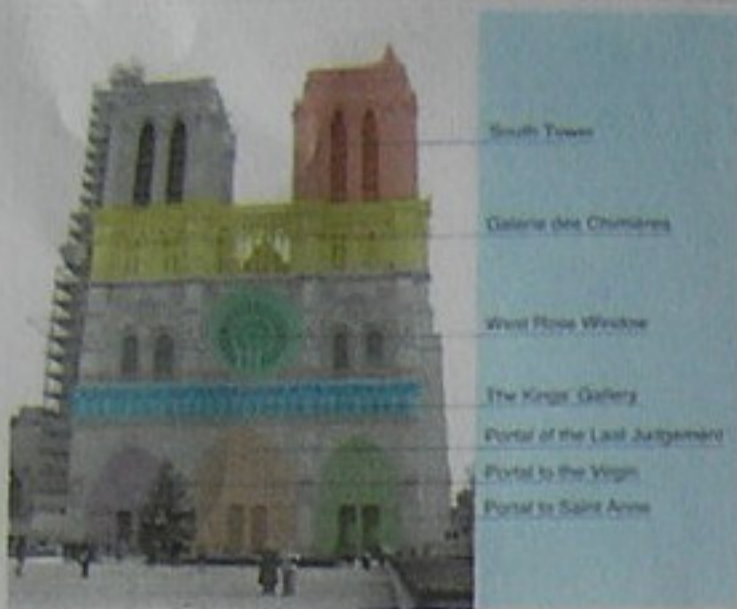 South Tower
Galerie des Chimères
West Rose Window
The Kings' Gallery
Portal of the Last Judgement
Portal to the Virgin
Portal to Saint Anne